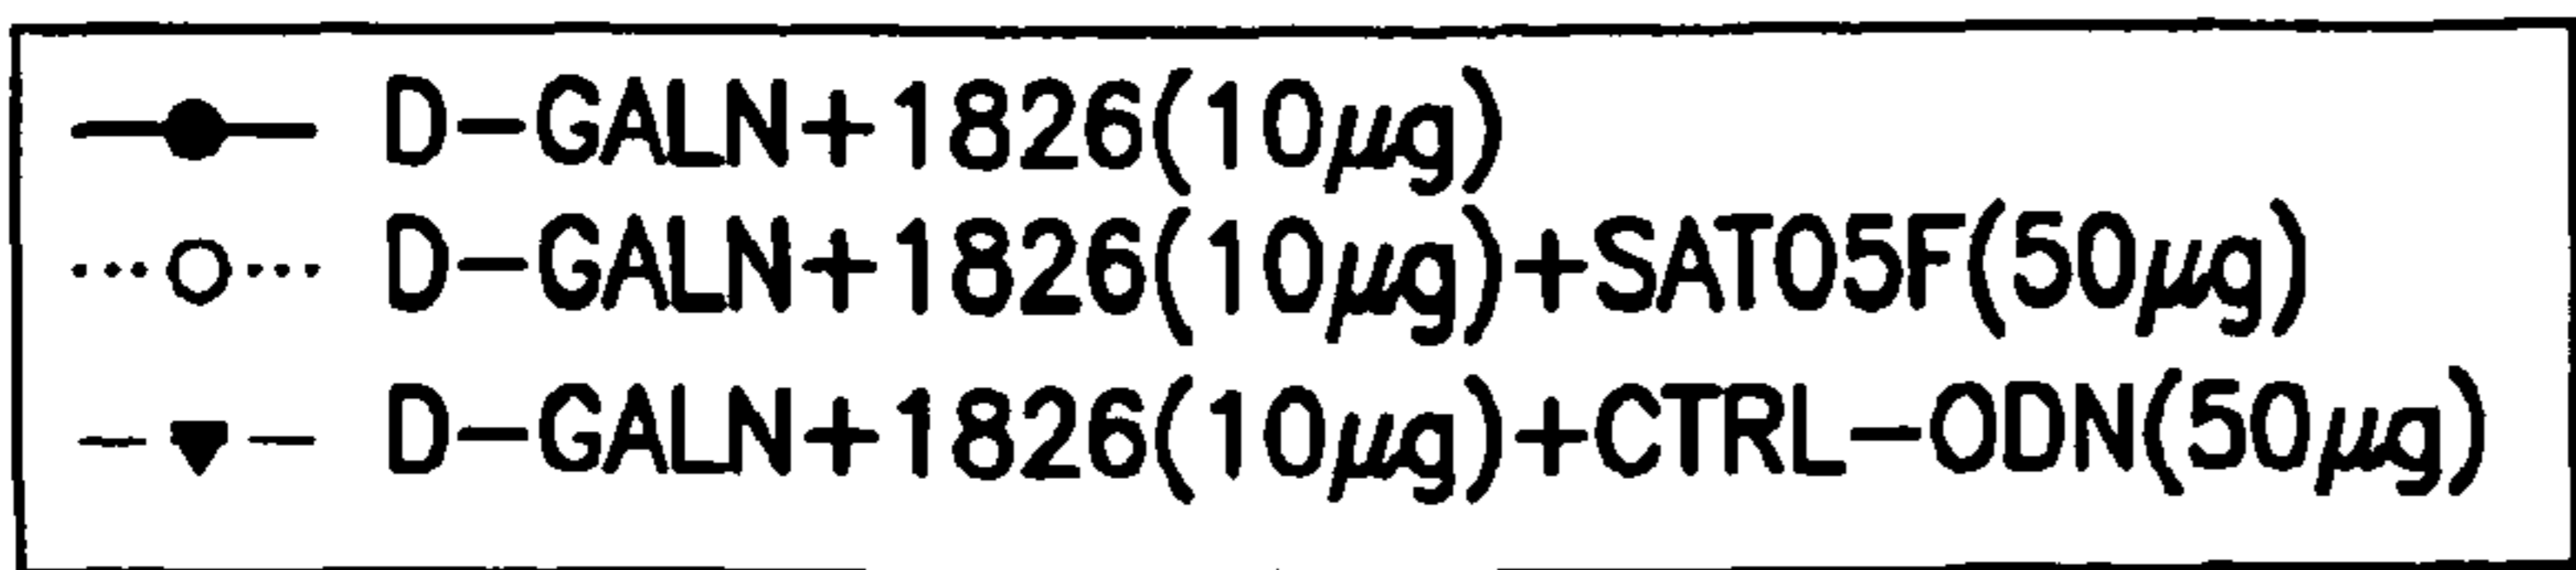 D-GALN+1826(10µg)
D-GALN+1826(10µg)+SAT05F(50µg)
D-GALN+1826(10µg)+CTRL-ODN(50µg)